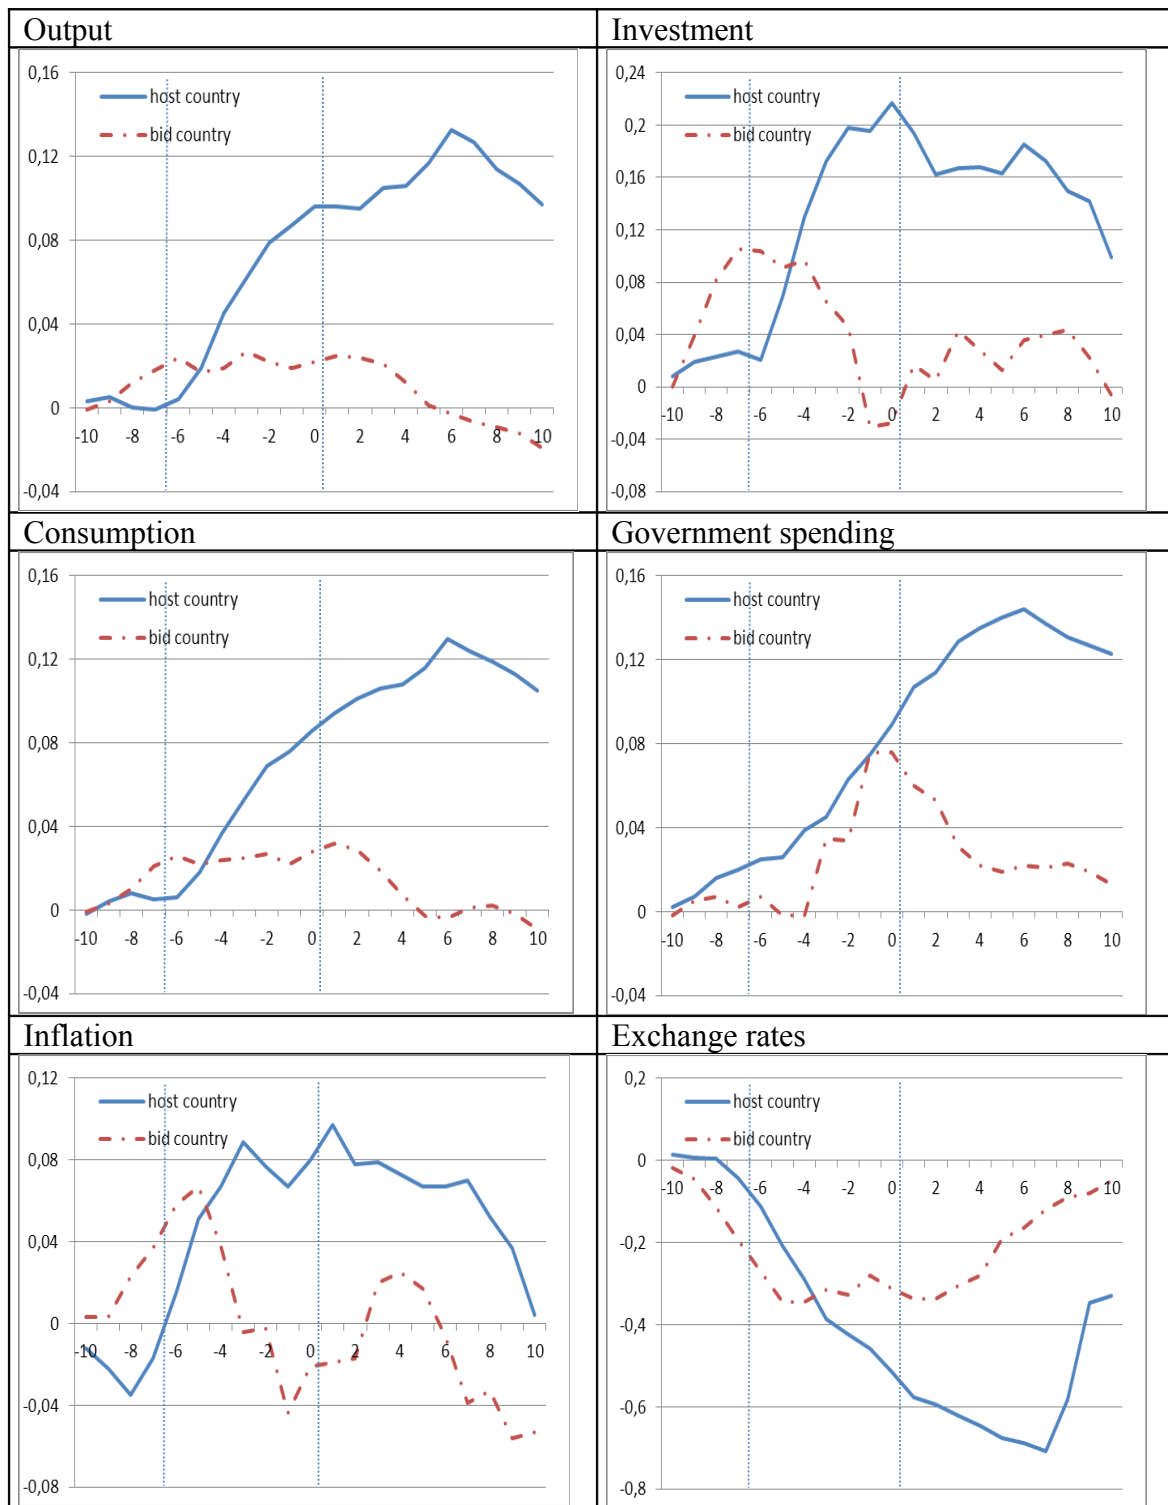 Output
0,16
host country
bid country
0,12
0,08
0,04
0
-10 -8 -6 -4 -2 0 2 4 6 8 10
-0,04
Investment
0,24
host country
0,2
bid country
0,16
0,12
0,08
0,04
0
-10 -8 -6 -4 -2 0 2 4 6 8 10
-0,04
-0,08
Consumption
0,16
host country
bid country
0,12
0,08
0,04
0
-10 -8 -6 -4 -2 0 2 4 6 8 10
-0,04
Government spending
0,16
host country
bid country
0,12
0,08
0,04
0
-10 -8 -6 -4 -2 0 2 4 6 8 10
-0,04
Inflation
0,12
host country
bid country
0,08
0,04
0
-10 -8 -6 -4 -2 0 2 4 6 8 10
-0,04
-0,08
Exchange rates
0,2
host country
bid country
0
-10 -8 -6 -4 -2 0 2 4 6 8 10
-0,2
-0,4
-0,6
-0,8